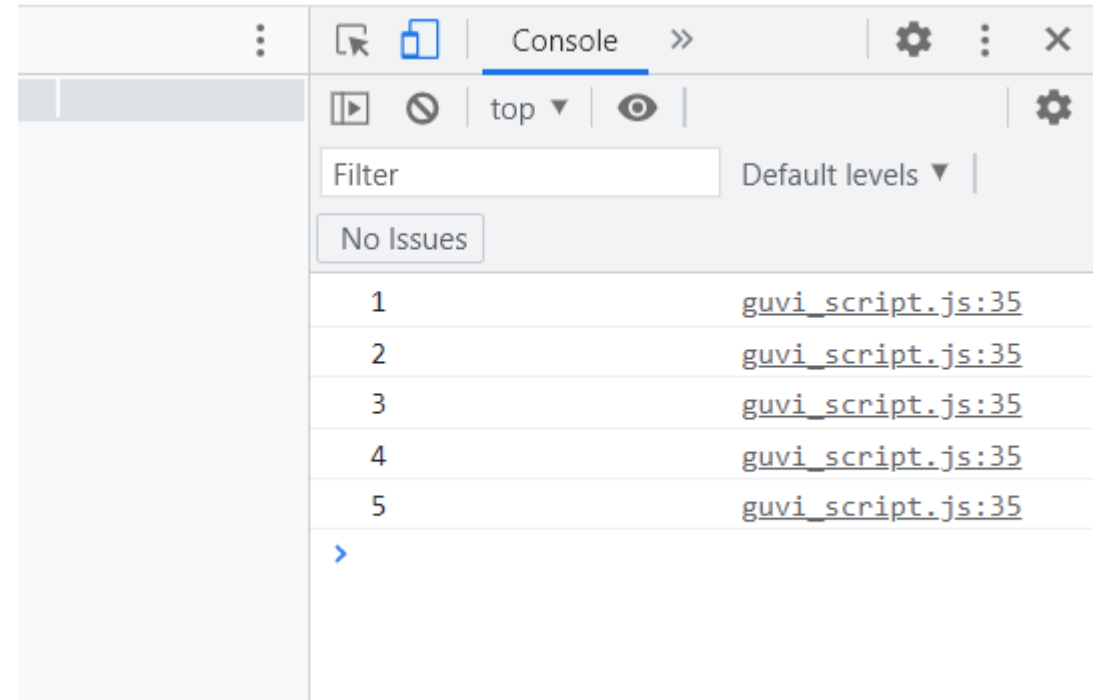 Console
top
Filter Default levels
No Issues
1 guvi_script.js:35
2 guvi_script.js:35
3 guvi_script.js:35
4 guvi_script.js:35
5 guvi_script.js:35